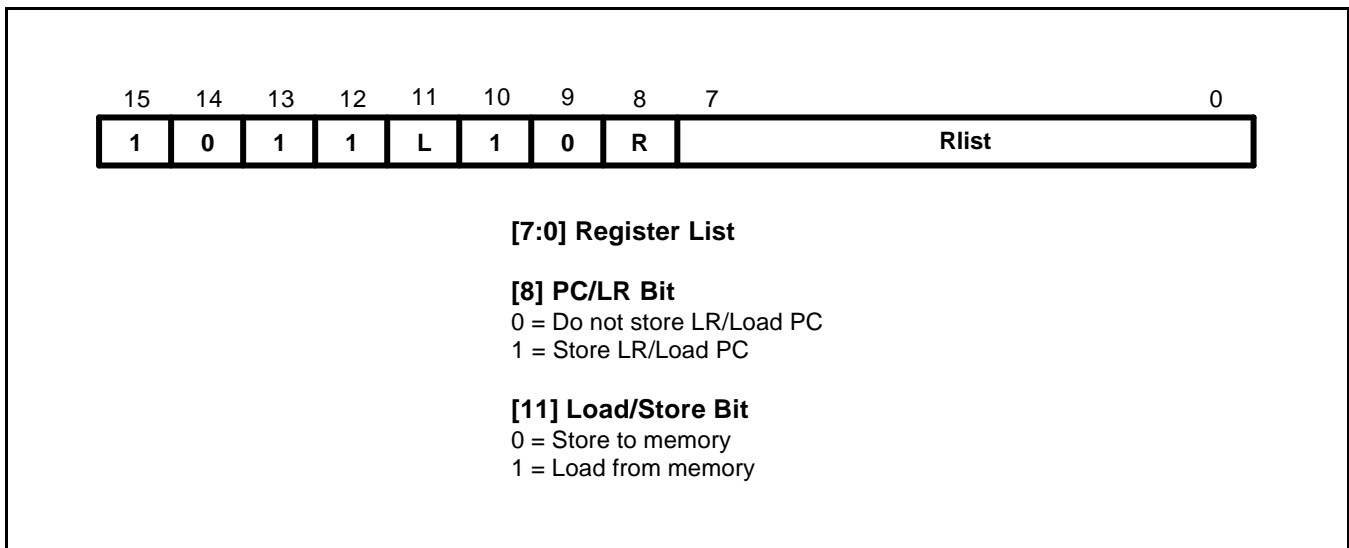 15 14 13 12 11 10 9 8 7 0
1 0 1 1 L 1 0 R Rlist
[7:0] Register List
[8] PC/LR Bit
0 = Do not store LR/Load PC
1 = Store LR/Load PC
[11] Load/Store Bit
0 = Store to memory
1 = Load from memory